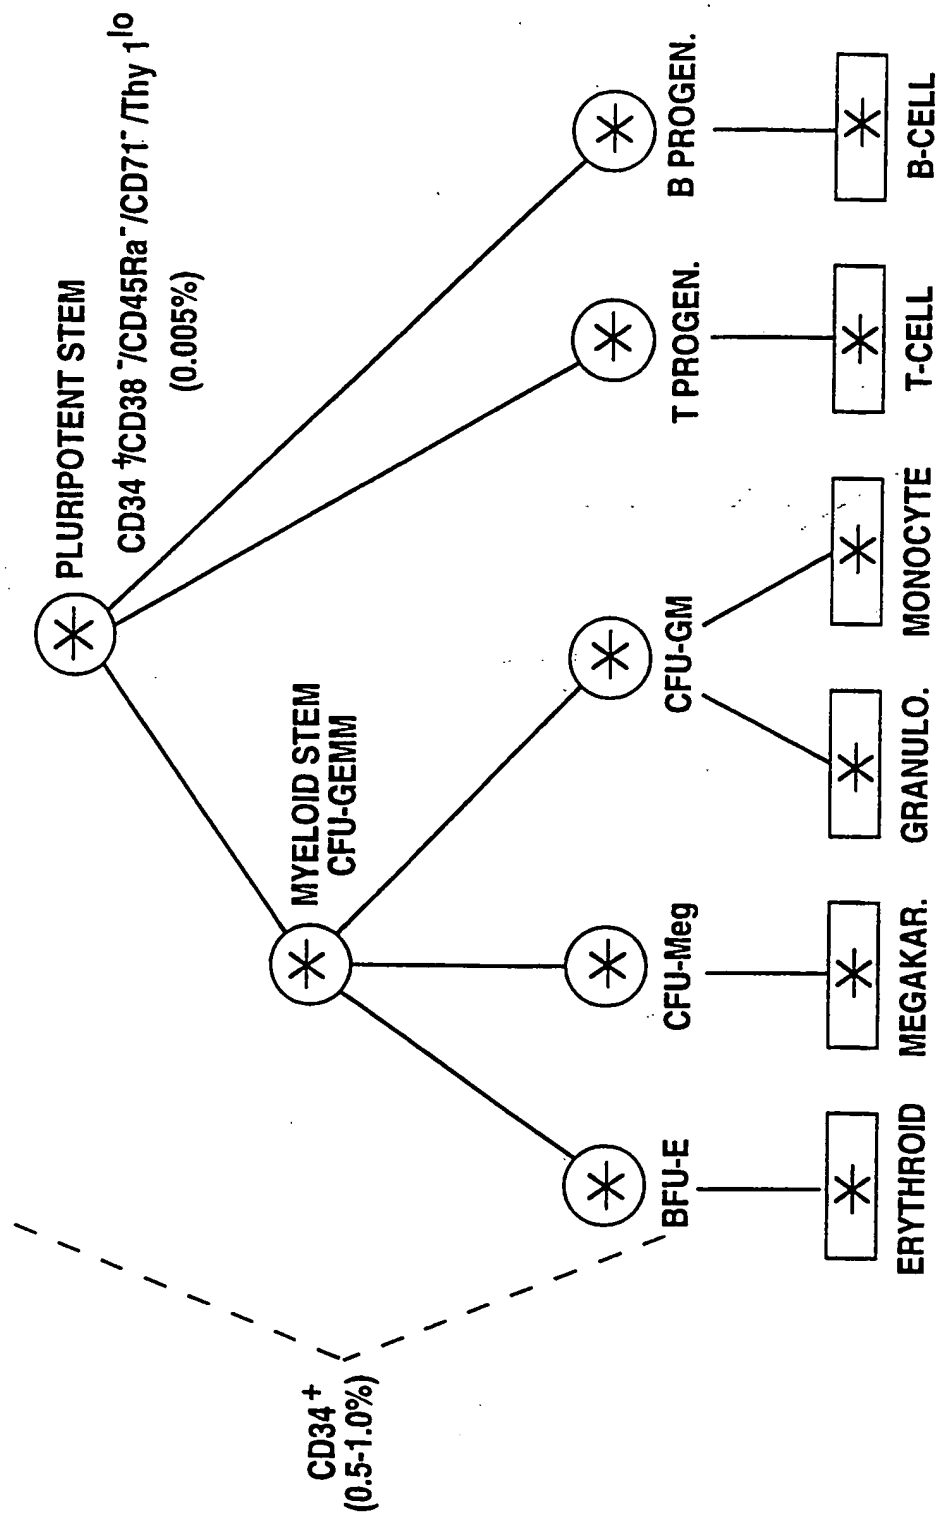 PLURIPOTENT STEM
CD34⁺/CD38⁻/CD45Ra⁻/CD71⁻/Thy 1ˡᵒ
(0.005%)
MYELOID STEM
CFU-GEMM
CD34⁺
(0.5-1.0%)
BFU-E
CFU-Meg
CFU-GM
T PROGEN.
B PROGEN.
ERYTHROID
MEGAKAR.
GRANULO.
MONOCYTE
T-CELL
B-CELL